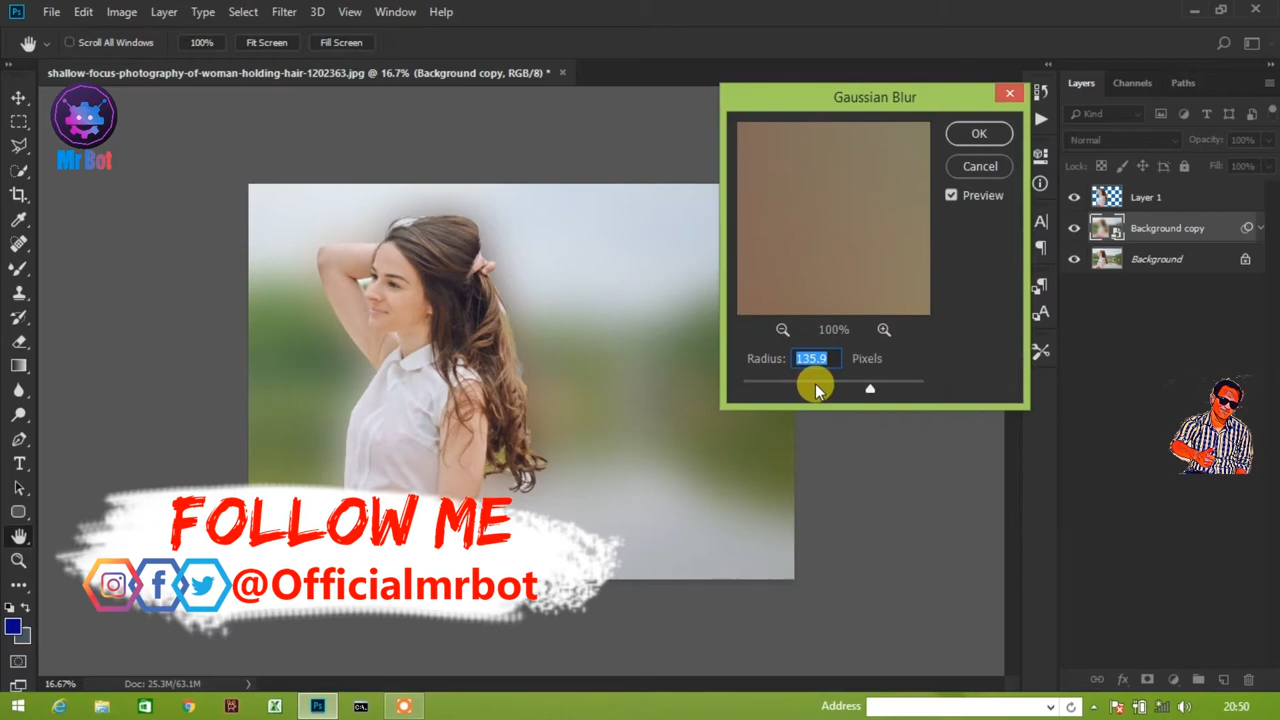 Ps File Edit Image Layer Type Select Filter 3D View Window Help
Scroll All Windows 100% Fit Screen Fill Screen
shallow-focus-photography-of-woman-holding-hair-1202363.jpg @ 16.7% (Background copy, RGB/8) *
Mr Bot
Gaussian Blur
OK
Cancel
Preview
100%
Radius: 135.9 Pixels
Layers Channels Paths
Kind
Normal Opacity: 100%
Lock: Fill: 100%
Layer 1
Background copy
Background
FOLLOW ME
@Officialmrbot
16.67% Doc: 25.3M/63.1M
Address 20:50